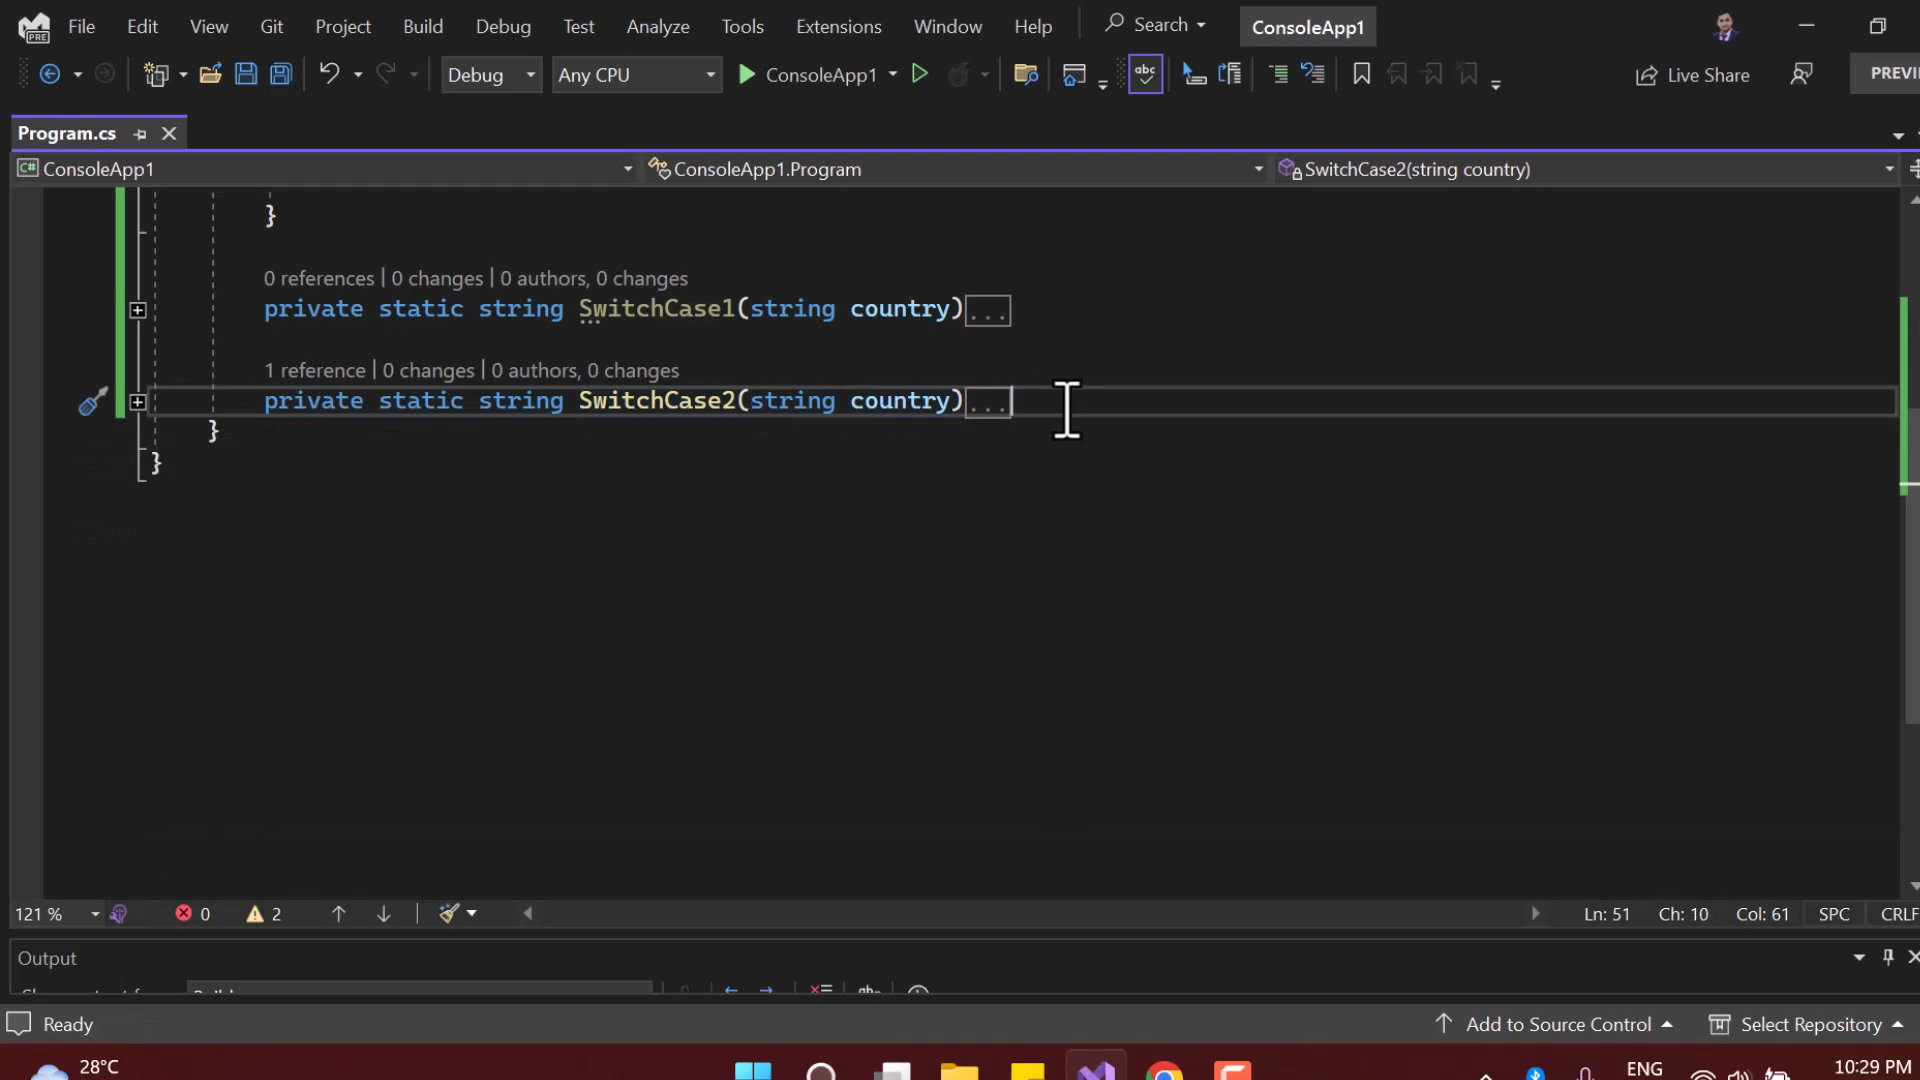 File Edit View Git Project Build Debug Test Analyze Tools Extensions Window Help Search ConsoleApp1
PRE
Debug Any CPU ConsoleApp1 abc Live Share
Program.cs
C# ConsoleApp1 ConsoleApp1.Program SwitchCase2(string country)
}
0 references | 0 changes | 0 authors, 0 changes
private static string SwitchCase1(string country)...
1 reference | 0 changes | 0 authors, 0 changes
private static string SwitchCase2(string country)...
}
}
121 % 0 2 Ln: 51 Ch: 10 Col: 61 SPC CRLF
Output
Ready Add to Source Control Select Repository
28°C
ENG 10:29 PM